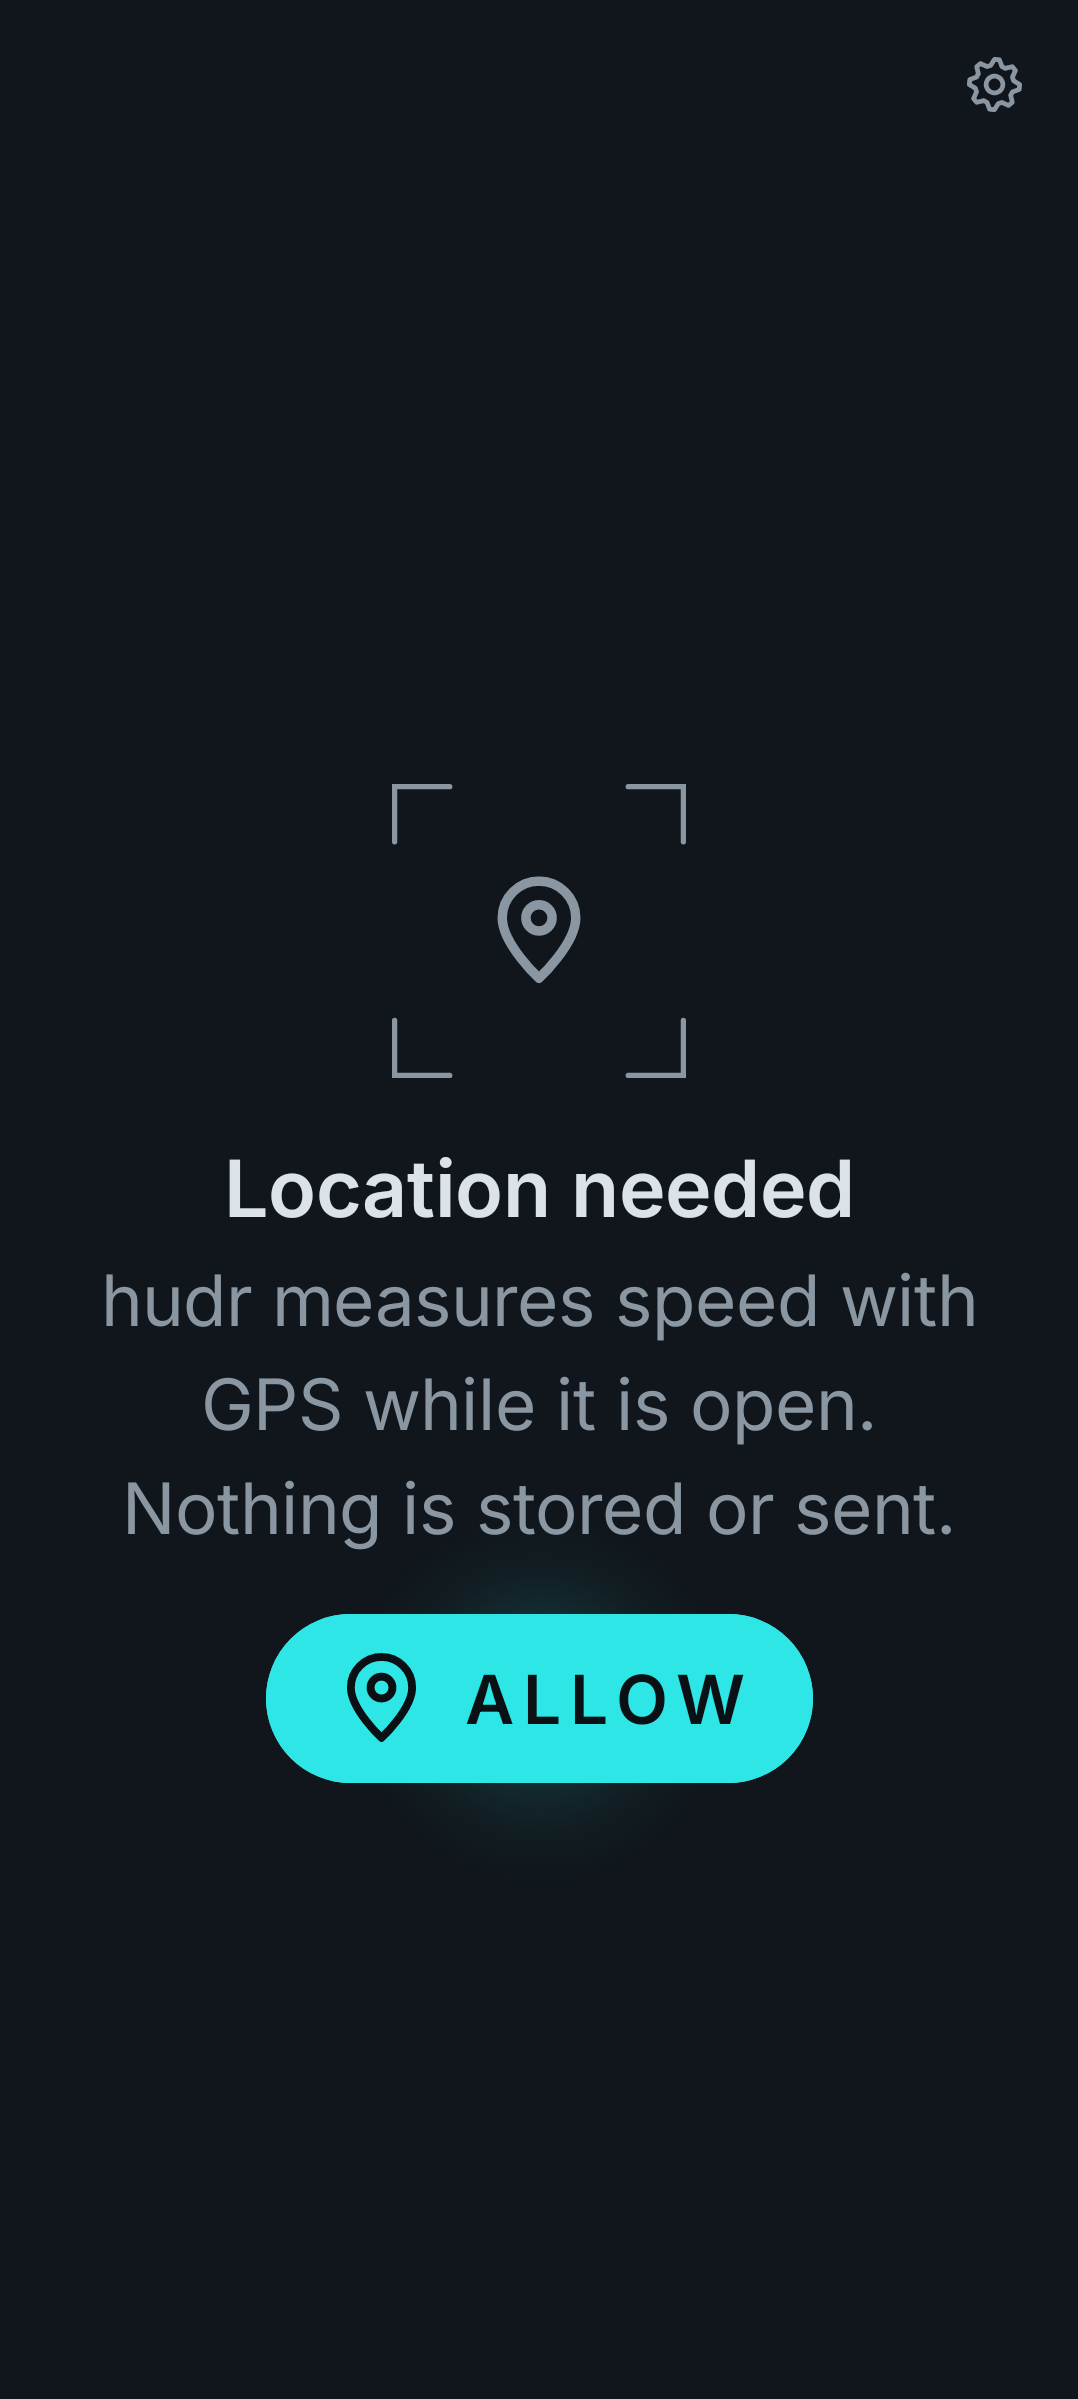 Location needed
hudr measures speed with
GPS while it is open.
Nothing is stored or sent.
ALLOW